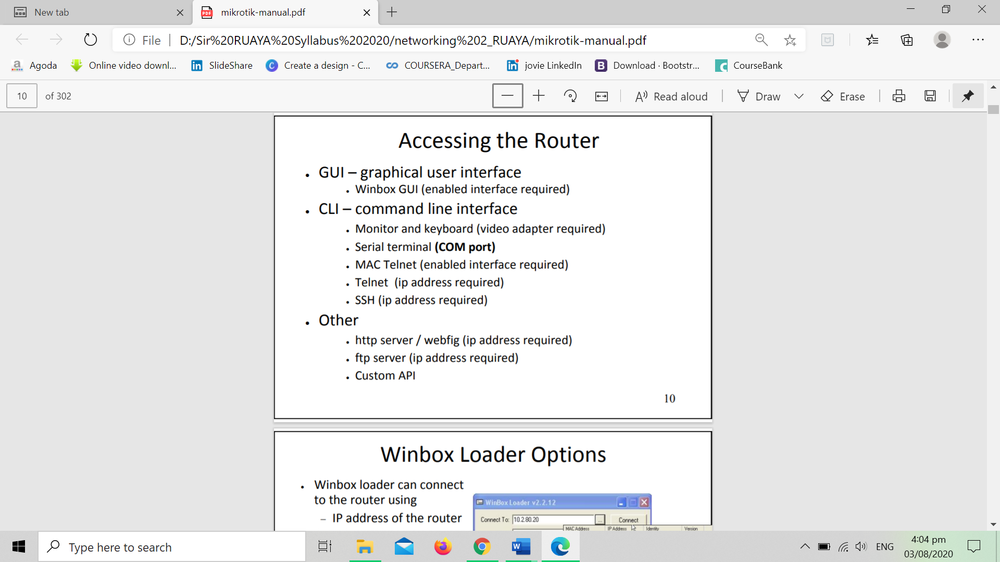 New tab
mikrotik-manual.pdf
File
D:/Sir%20RUAYA%20Syllabus%202020/networking%202_RUAYA/mikrotik-manual.pdf
Agoda
Online video downl...
SlideShare
Create a design - C...
COURSERA_Depart...
jovie LinkedIn
Download · Bootstr...
CourseBank
10 of 302
Read aloud
Draw
Erase
Accessing the Router
• GUI – graphical user interface
• Winbox GUI (enabled interface required)
• CLI – command line interface
• Monitor and keyboard (video adapter required)
• Serial terminal (COM port)
• MAC Telnet (enabled interface required)
• Telnet  (ip address required)
• SSH (ip address required)
• Other
• http server / webfig (ip address required)
• ftp server (ip address required)
• Custom API
10
Winbox Loader Options
• Winbox loader can connect
to the router using
– IP address of the router
WinBox Loader v2.2.12
Connect To: 10.2.80.20 ... Connect
MAC Address IP Address Identity Version
Type here to search
ENG
4:04 pm
03/08/2020